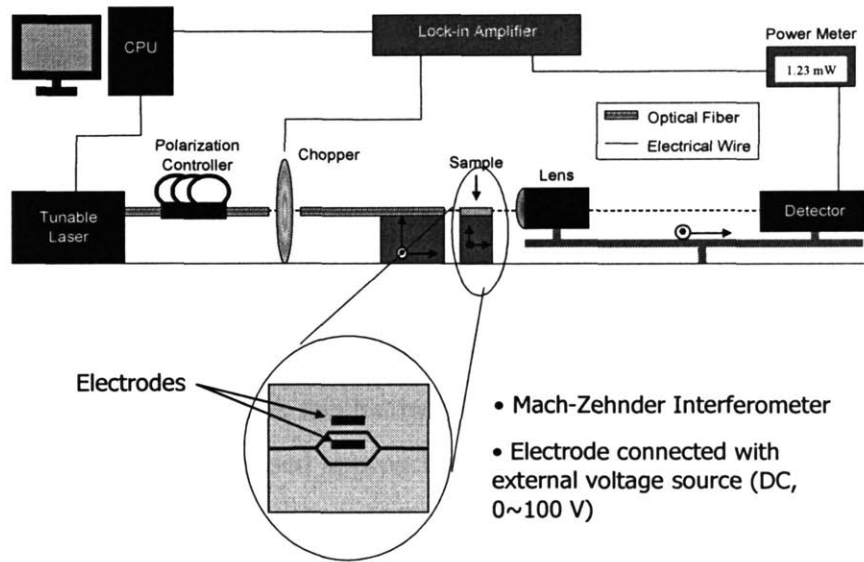 CPU
Lock-in Amplifier
Power Meter
1.23 mW
Optical Fiber
Electrical Wire
Polarization
Controller
Chopper
Sample
Lens
Tunable
Laser
Detector
Electrodes
• Mach-Zehnder Interferometer
• Electrode connected with
external voltage source (DC,
0~100 V)